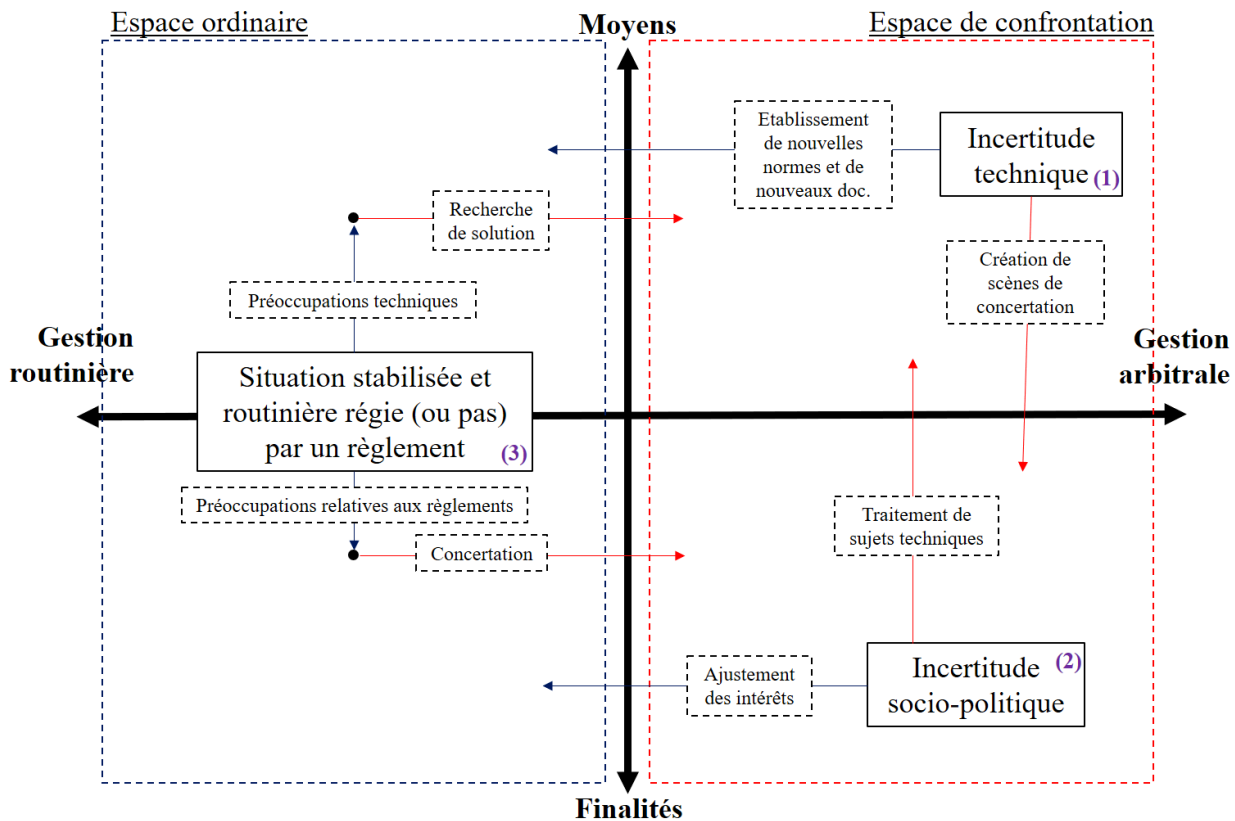 Espace ordinaire
Moyens
Espace de confrontation
Etablissement
de nouvelles
normes et de
nouveaux doc.
Incertitude
technique (1)
Recherche
de solution
Création de
scènes de
concertation
Préoccupations techniques
Gestion
routinière
Situation stabilisée et
routinière régie (ou pas)
par un règlement (3)
Gestion
arbitrale
Préoccupations relatives aux règlements
Concertation
Traitement de
sujets techniques
Ajustement
des intérêts
Incertitude (2)
socio-politique
Finalités